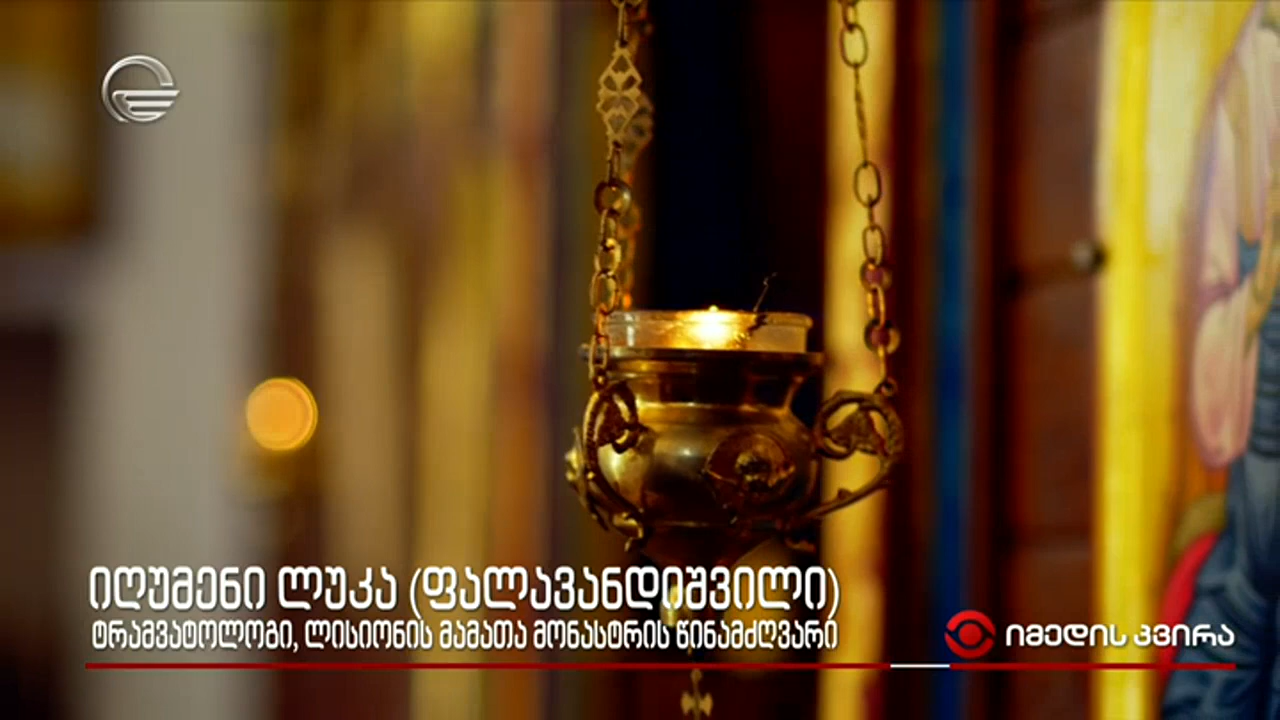 იღუმენი ლუკა (ფალავანდიშვილი)
ტრამვატოლოგი, ლისიონის მამათა მონასტრის წინამძღვარი
იმედის კვირა